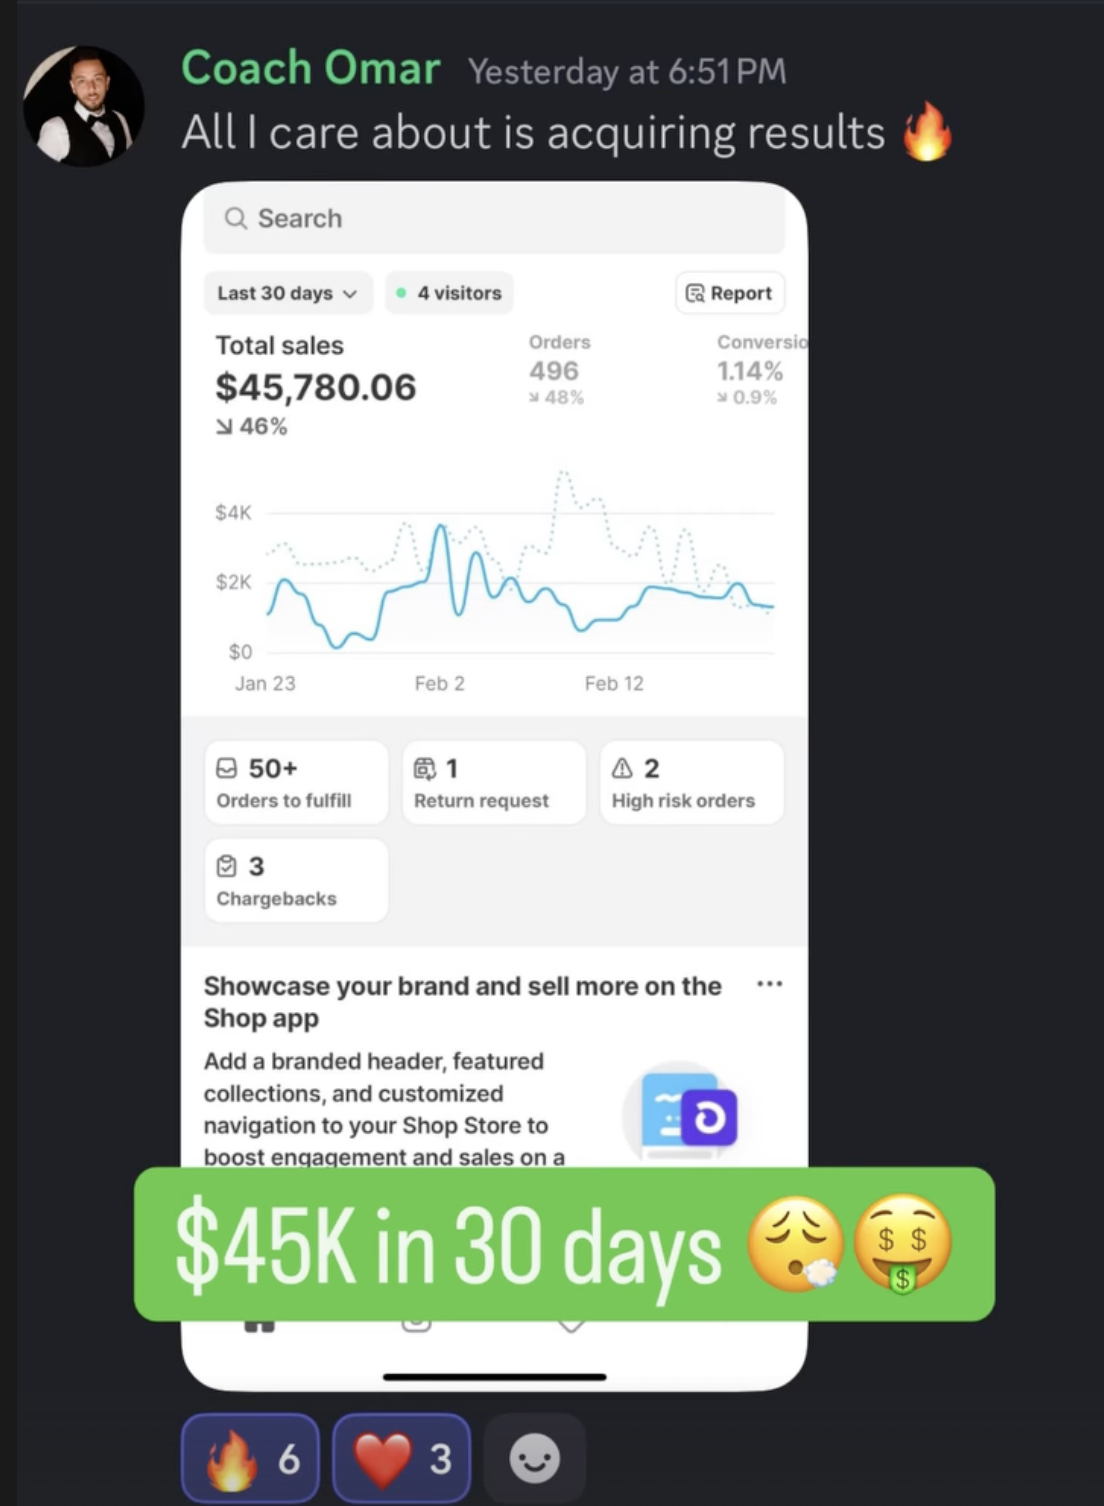 Coach Omar Yesterday at 6:51 PM
All I care about is acquiring results 🔥
Search
Last 30 days 4 visitors Report
Total sales Orders Conversio
$45,780.06 496 1.14%
↘ 46% ↘ 48% ↘ 0.9%
$4K
$2K
$0
Jan 23 Feb 2 Feb 12
50+ 1 2
Orders to fulfill Return request High risk orders
3
Chargebacks
Showcase your brand and sell more on the ...
Shop app
Add a branded header, featured
collections, and customized
navigation to your Shop Store to
boost engagement and sales on a
$45K in 30 days 😮‍💨🤑
🔥 6 ❤️ 3